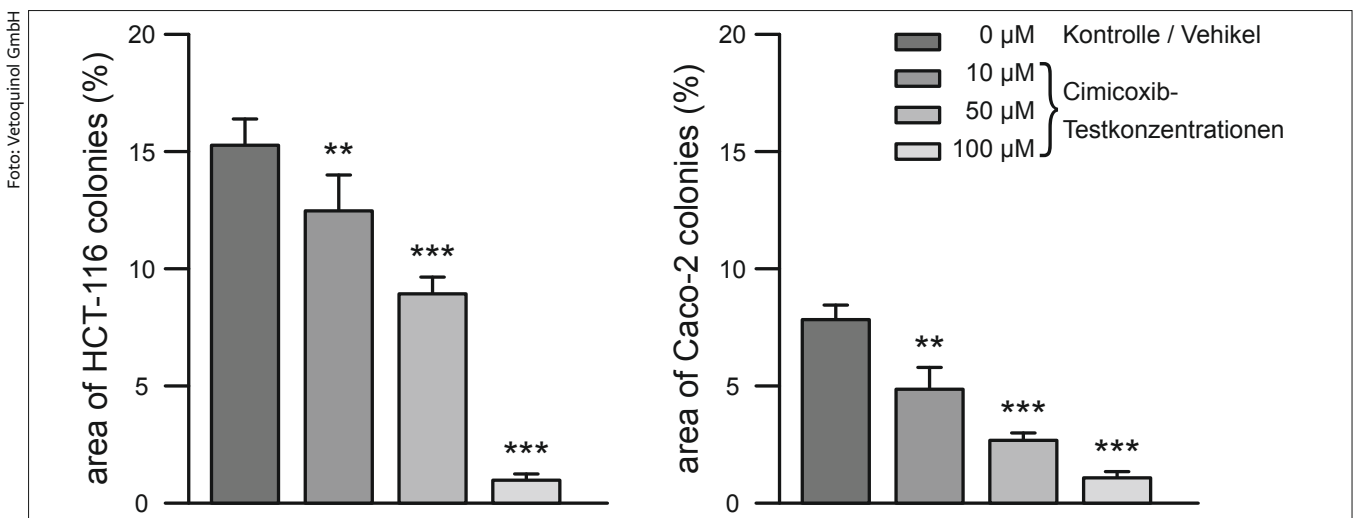 Foto: Vetoquinol GmbH
area of HCT-116 colonies (%)
20
15
10
5
0
**
***
***
area of Caco-2 colonies (%)
20
15
10
5
0
**
***
***
0 µM Kontrolle / Vehikel
10 µM
50 µM
100 µM
Cimicoxib-
Testkonzentrationen